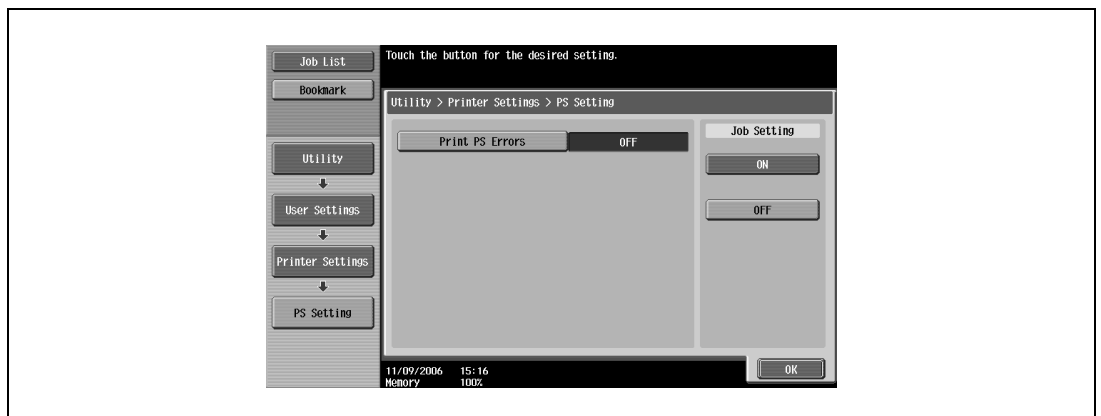 Job List
Bookmark
Touch the button for the desired setting.
Utility > Printer Settings > PS Setting
Utility
User Settings
Printer Settings
PS Setting
Print PS Errors OFF
Job Setting
ON
OFF
11/09/2006 15:16
Memory 100%
OK